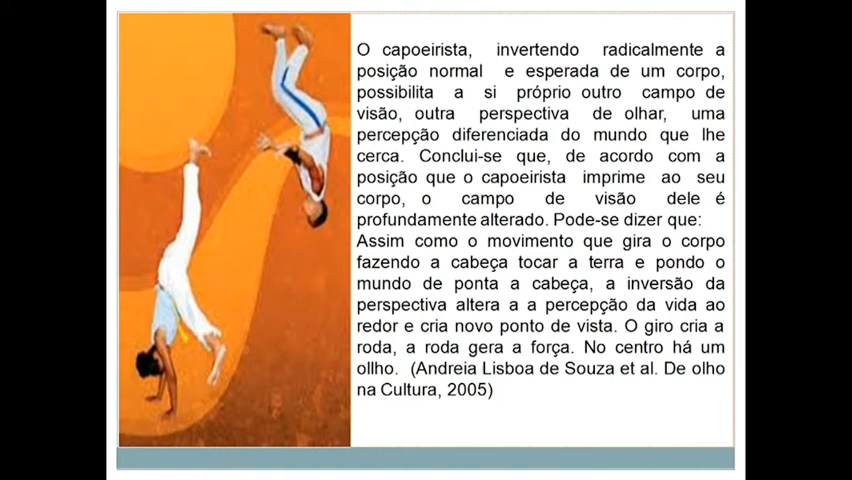 O capoeirista, invertendo radicalmente a
posição normal e esperada de um corpo,
possibilita a si próprio outro campo de
visão, outra perspectiva de olhar, uma
percepção diferenciada do mundo que lhe
cerca. Conclui-se que, de acordo com a
posição que o capoeirista imprime ao seu
corpo, o campo de visão dele é
profundamente alterado. Pode-se dizer que:
Assim como o movimento que gira o corpo
fazendo a cabeça tocar a terra e pondo o
mundo de ponta a cabeça, a inversão da
perspectiva altera a a percepção da vida ao
redor e cria novo ponto de vista. O giro cria a
roda, a roda gera a força. No centro há um
ollho. (Andreia Lisboa de Souza et al. De olho
na Cultura, 2005)